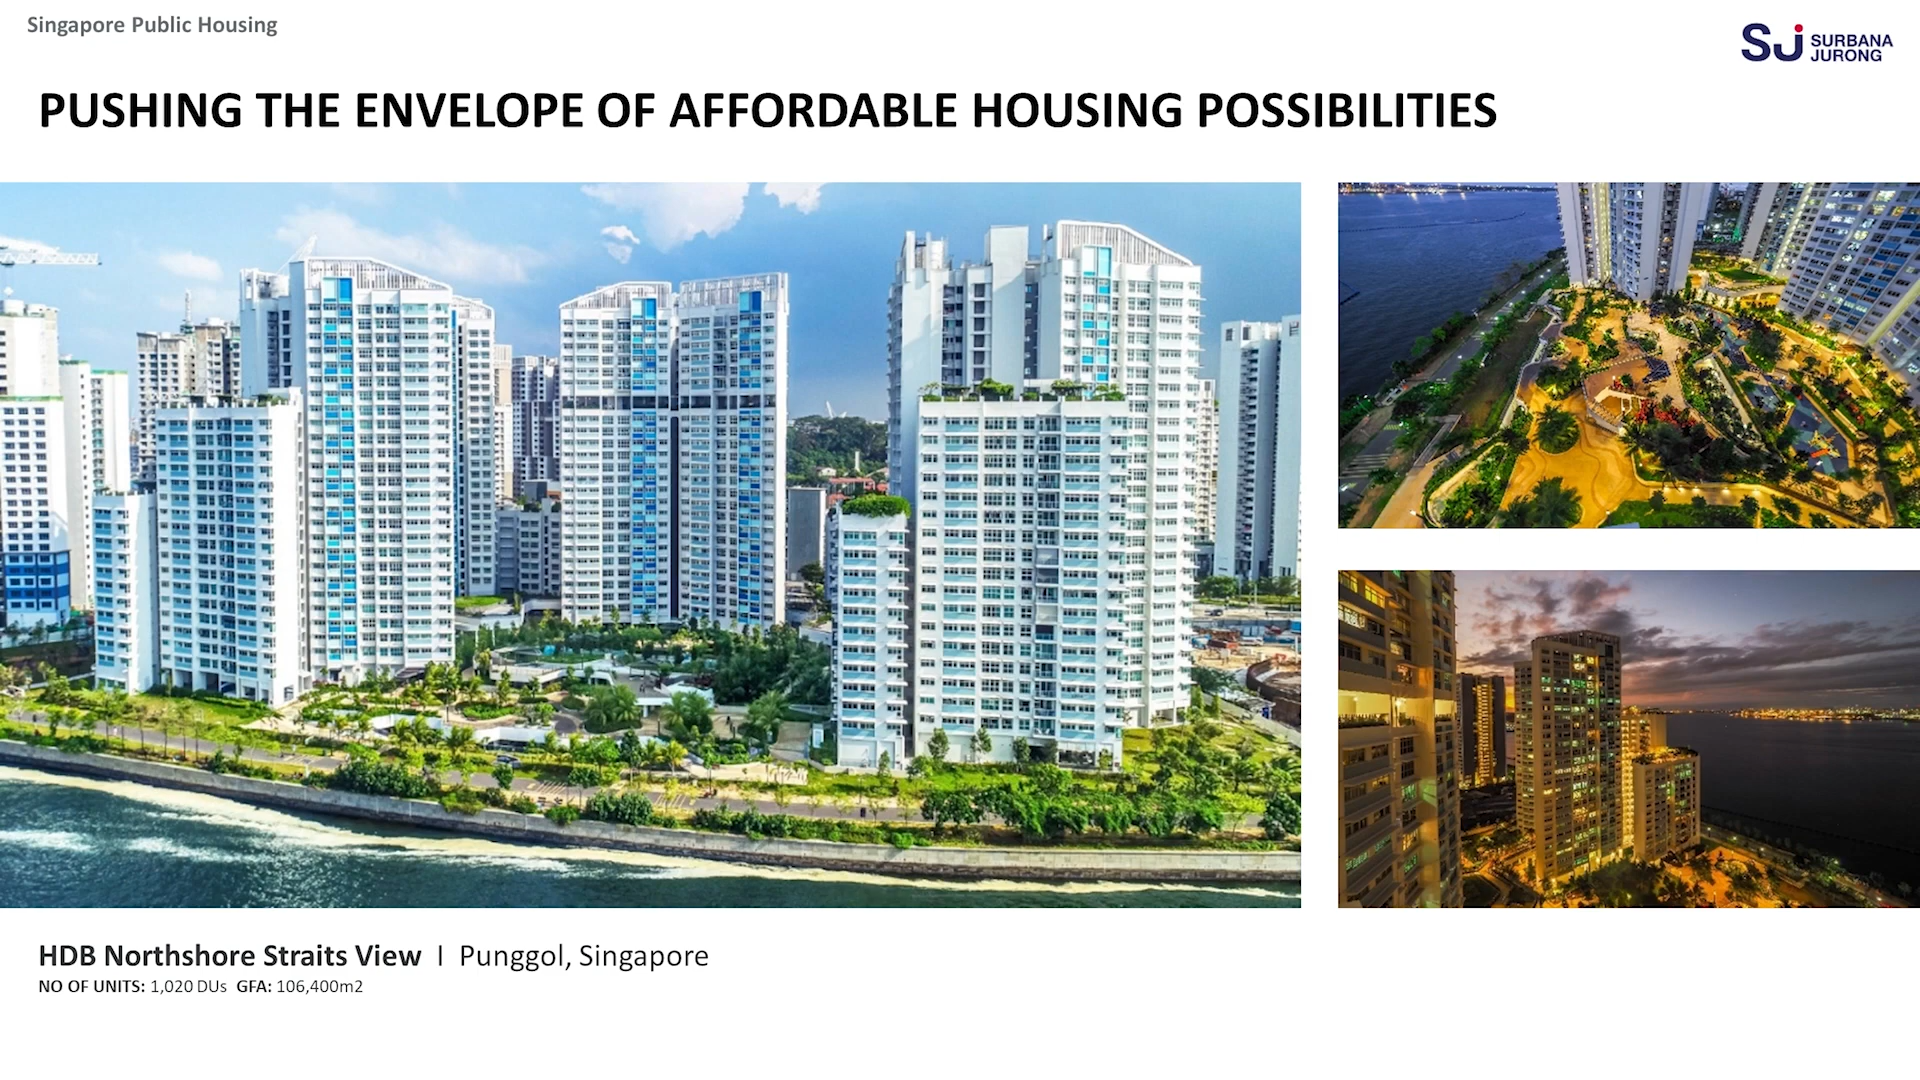 Singapore Public Housing
SJ SURBANA
JURONG
PUSHING THE ENVELOPE OF AFFORDABLE HOUSING POSSIBILITIES
HDB Northshore Straits View I Punggol, Singapore
NO OF UNITS: 1,020 DUs GFA: 106,400m2